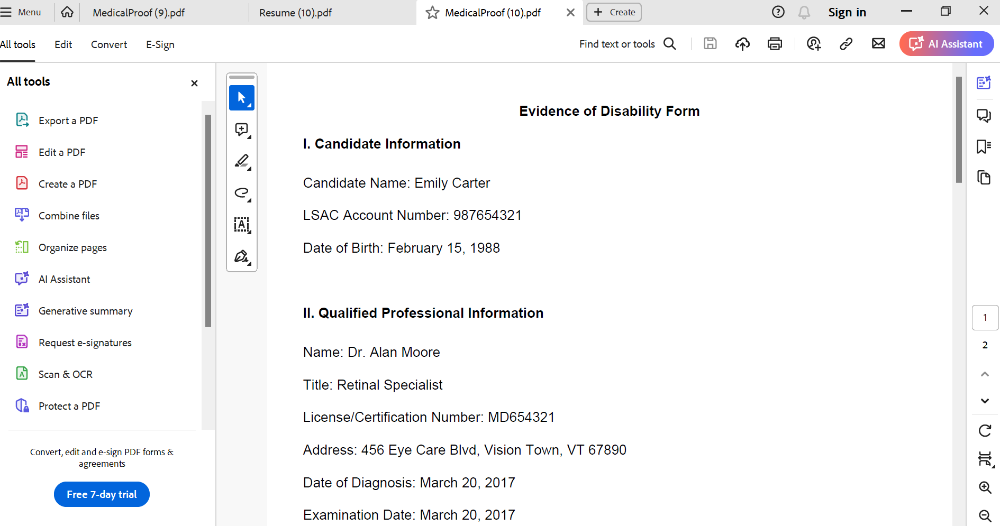 Menu
MedicalProof (9).pdf
Resume (10).pdf
MedicalProof (10).pdf
Create
Sign in
All tools
Edit
Convert
E-Sign
Find text or tools
AI Assistant
All tools
Export a PDF
Edit a PDF
Create a PDF
Combine files
Organize pages
AI Assistant
Generative summary
Request e-signatures
Scan & OCR
Protect a PDF
Convert, edit and e-sign PDF forms &
agreements
Free 7-day trial
Evidence of Disability Form
I. Candidate Information
Candidate Name: Emily Carter
LSAC Account Number: 987654321
Date of Birth: February 15, 1988
II. Qualified Professional Information
Name: Dr. Alan Moore
Title: Retinal Specialist
License/Certification Number: MD654321
Address: 456 Eye Care Blvd, Vision Town, VT 67890
Date of Diagnosis: March 20, 2017
Examination Date: March 20, 2017
1
2